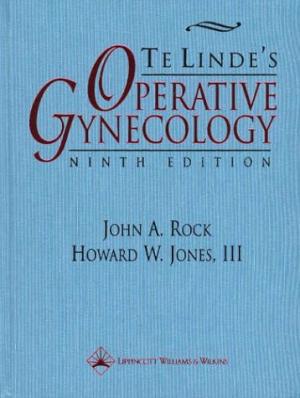 TE LINDE'S
OPERATIVE
GYNECOLOGY
NINTH EDITION
JOHN A. ROCK
HOWARD W. JONES, III
LIPPINCOTT WILLIAMS & WILKINS